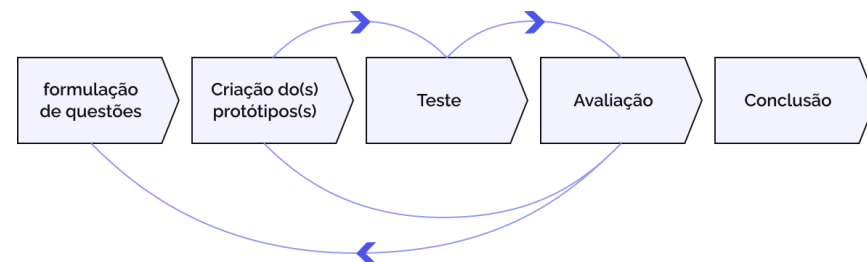 formulação
de questões
Criação do(s)
protótipos(s)
Teste
Avaliação
Conclusão